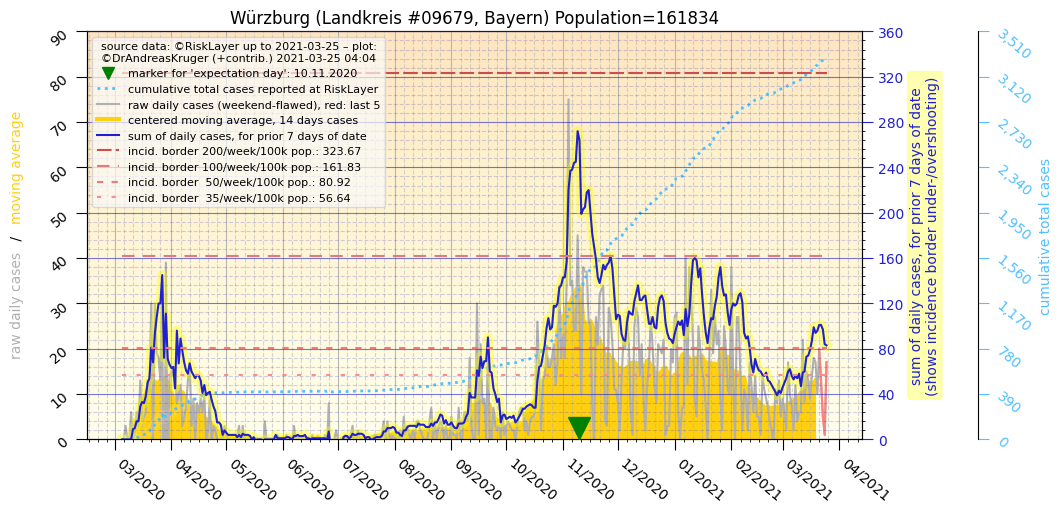 Würzburg (Landkreis #09679, Bayern) Population=161834
source data: ©RiskLayer up to 2021-03-25 – plot:
©DrAndreasKruger (+contrib.) 2021-03-25 04:04
marker for 'expectation day': 10.11.2020
cumulative total cases reported at RiskLayer
raw daily cases (weekend-flawed), red: last 5
centered moving average, 14 days cases
sum of daily cases, for prior 7 days of date
incid. border 200/week/100k pop.: 323.67
incid. border 100/week/100k pop.: 161.83
incid. border  50/week/100k pop.: 80.92
incid. border  35/week/100k pop.: 56.64
raw daily cases / moving average
90
80
70
60
50
40
30
20
10
0
03/2020
04/2020
05/2020
06/2020
07/2020
08/2020
09/2020
10/2020
11/2020
12/2020
01/2021
02/2021
03/2021
04/2021
360
320
280
240
200
160
120
80
40
0
sum of daily cases, for prior 7 days of date
(shows incidence border under-/overshooting)
3,510
3,120
2,730
2,340
1,950
1,560
1,170
780
390
0
cumulative total cases